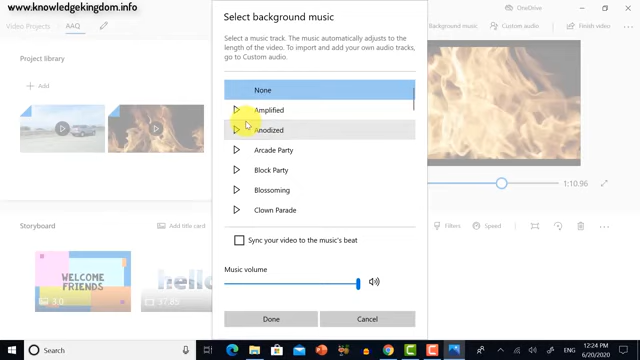 www.knowledgekingdom.info
Video Projects
AAQ
OneDrive
Background music
Custom audio
Finish video
Select background music
Select a music track. The music automatically adjusts to the
length of the video. To import and add your own audio tracks,
go to Custom audio.
Project library
Add
None
Amplified
Anodized
Arcade Party
Block Party
Blossoming
Clown Parade
Sync your video to the music's beat
Music volume
Done
Cancel
1:10.96
Storyboard
Add title card
Filters
Speed
WELCOME
FRIENDS
3.0
hello
37.85
Search
ENG
12:24 PM
6/20/2020